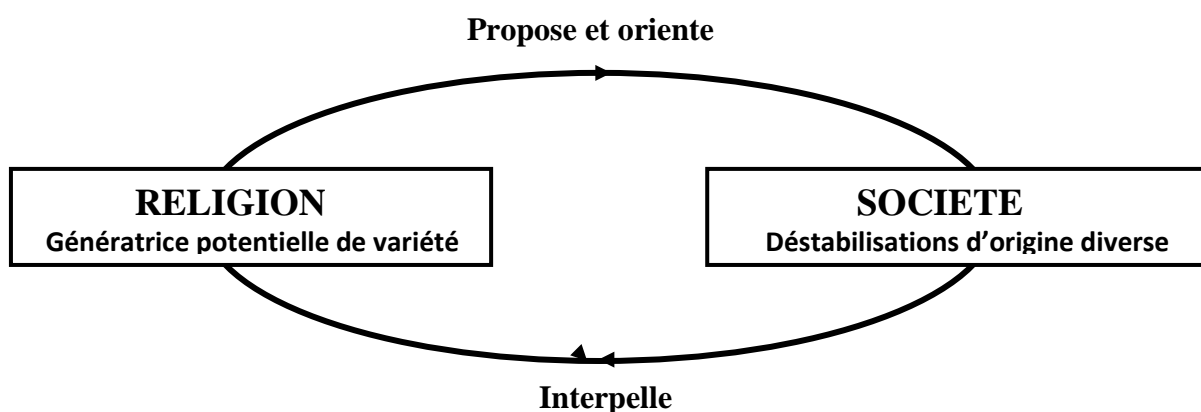 Propose et oriente
RELIGION
Génératrice potentielle de variété
SOCIETE
Déstabilisations d'origine diverse
Interpelle